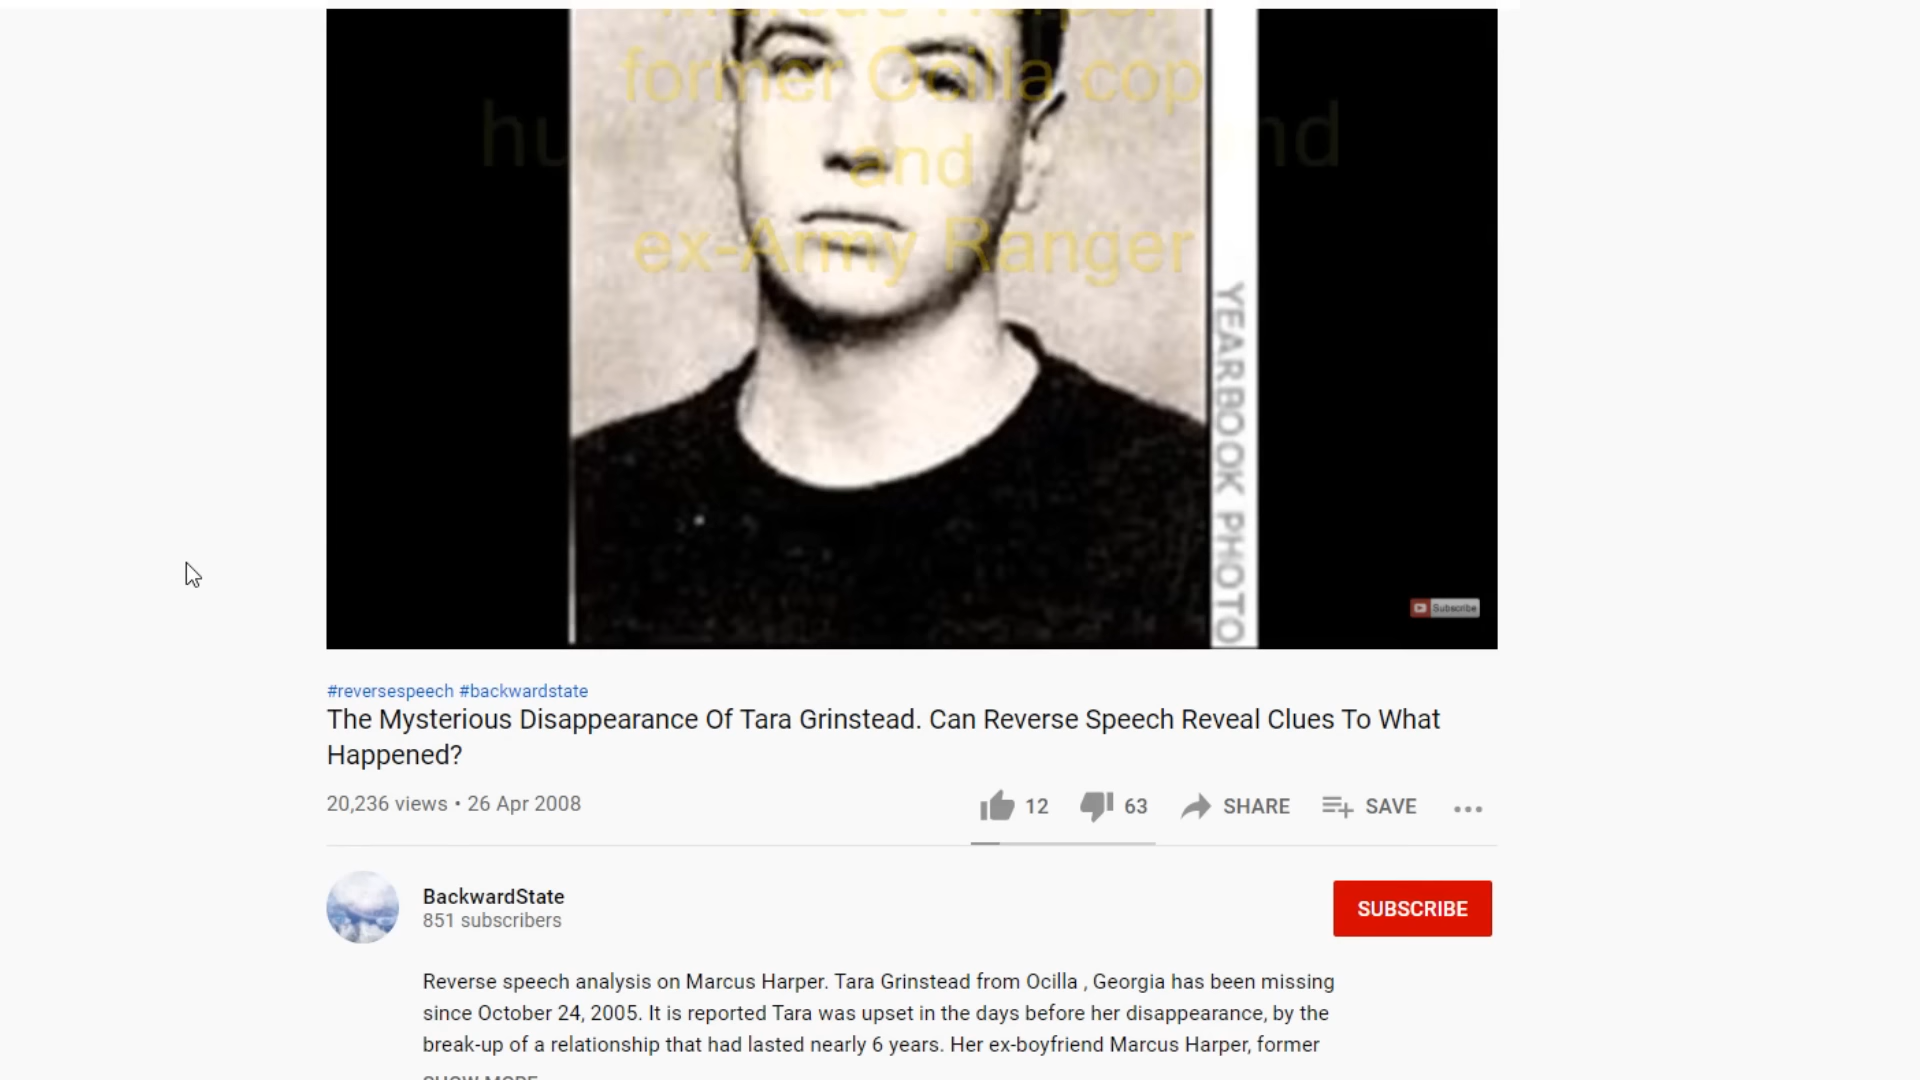 former Ocilla cop
and
ex-Army Ranger
YEARBOOK PHOTO
Subscribe
#reversespeech #backwardstate
The Mysterious Disappearance Of Tara Grinstead. Can Reverse Speech Reveal Clues To What
Happened?
20,236 views • 26 Apr 2008
12
63
SHARE
SAVE
BackwardState
851 subscribers
SUBSCRIBE
Reverse speech analysis on Marcus Harper. Tara Grinstead from Ocilla , Georgia has been missing
since October 24, 2005. It is reported Tara was upset in the days before her disappearance, by the
break-up of a relationship that had lasted nearly 6 years. Her ex-boyfriend Marcus Harper, former